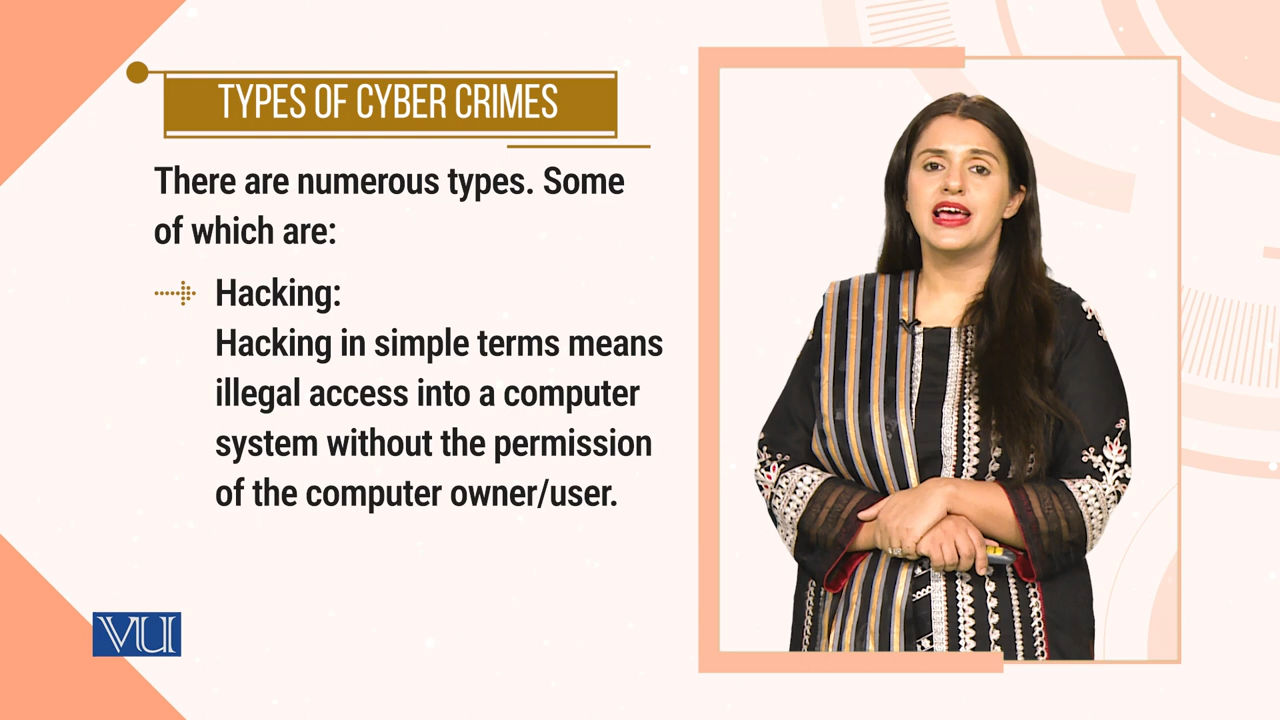 TYPES OF CYBER CRIMES
There are numerous types. Some
of which are:
Hacking:
Hacking in simple terms means
illegal access into a computer
system without the permission
of the computer owner/user.
VU